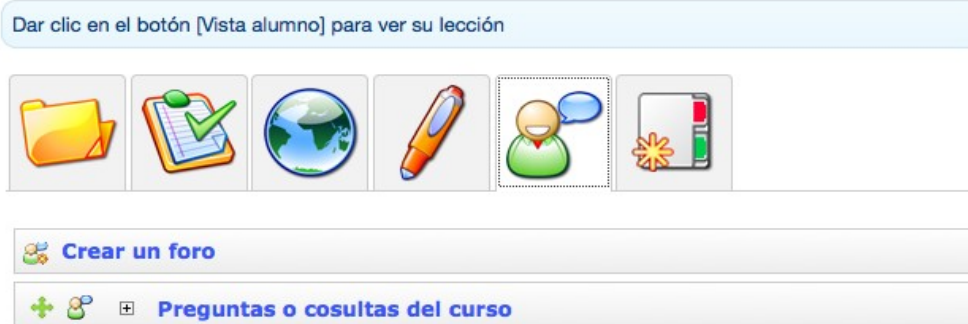 Dar clic en el botón [Vista alumno] para ver su lección
Crear un foro
Preguntas o cosultas del curso